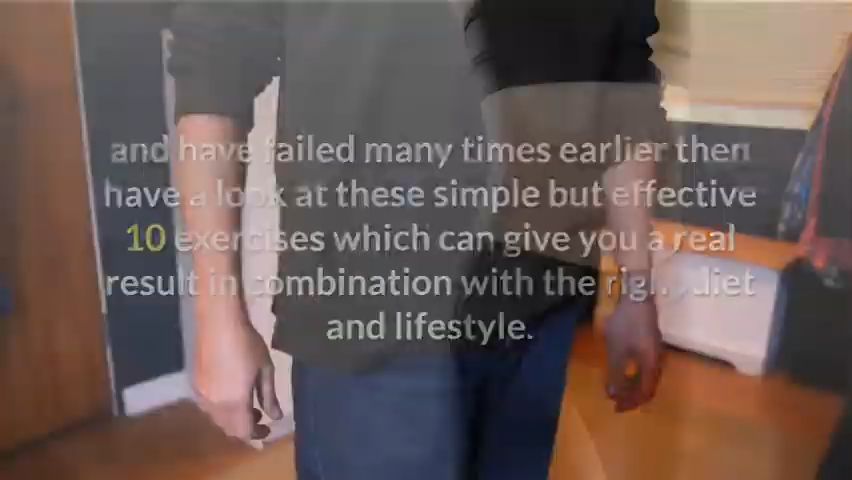 and have failed many times earlier then
have a look at these simple but effective
10 exercises which can give you a real
result in combination with the right diet
and lifestyle.